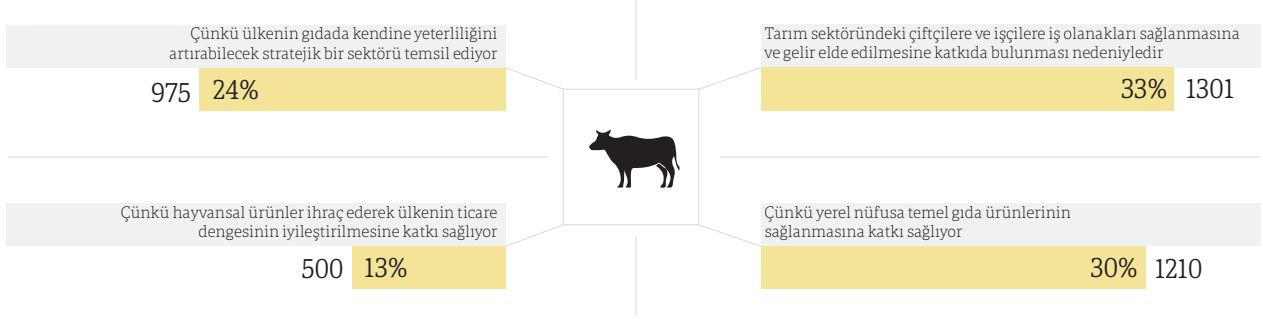 Çünkü ülkenin gıdada kendine yeterliliğini
artırabilecek stratejik bir sektörü temsil ediyor
975 24%
Tarım sektöründeki çiftçilere ve işçilere iş olanakları sağlanmasına
ve gelir elde edilmesine katkıda bulunması nedeniyledir
33% 1301
Çünkü hayvansal ürünler ihraç ederek ülkenin ticare
dengesinin iyileştirilmesine katkı sağlıyor
500 13%
Çünkü yerel nüfusa temel gıda ürünlerinin
sağlanmasına katkı sağlıyor
30% 1210